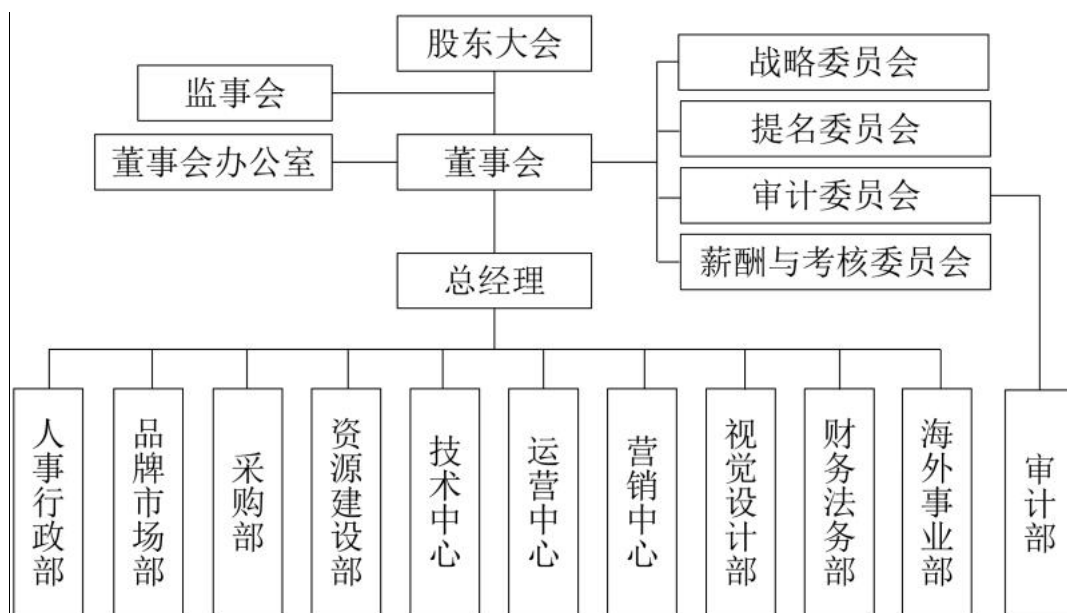 股东大会
监事会
董事会办公室
董事会
战略委员会
提名委员会
审计委员会
薪酬与考核委员会
总经理
人事行政部
品牌市场部
采购部
资源建设部
技术中心
运营中心
营销中心
视觉设计部
财务法务部
海外事业部
审计部